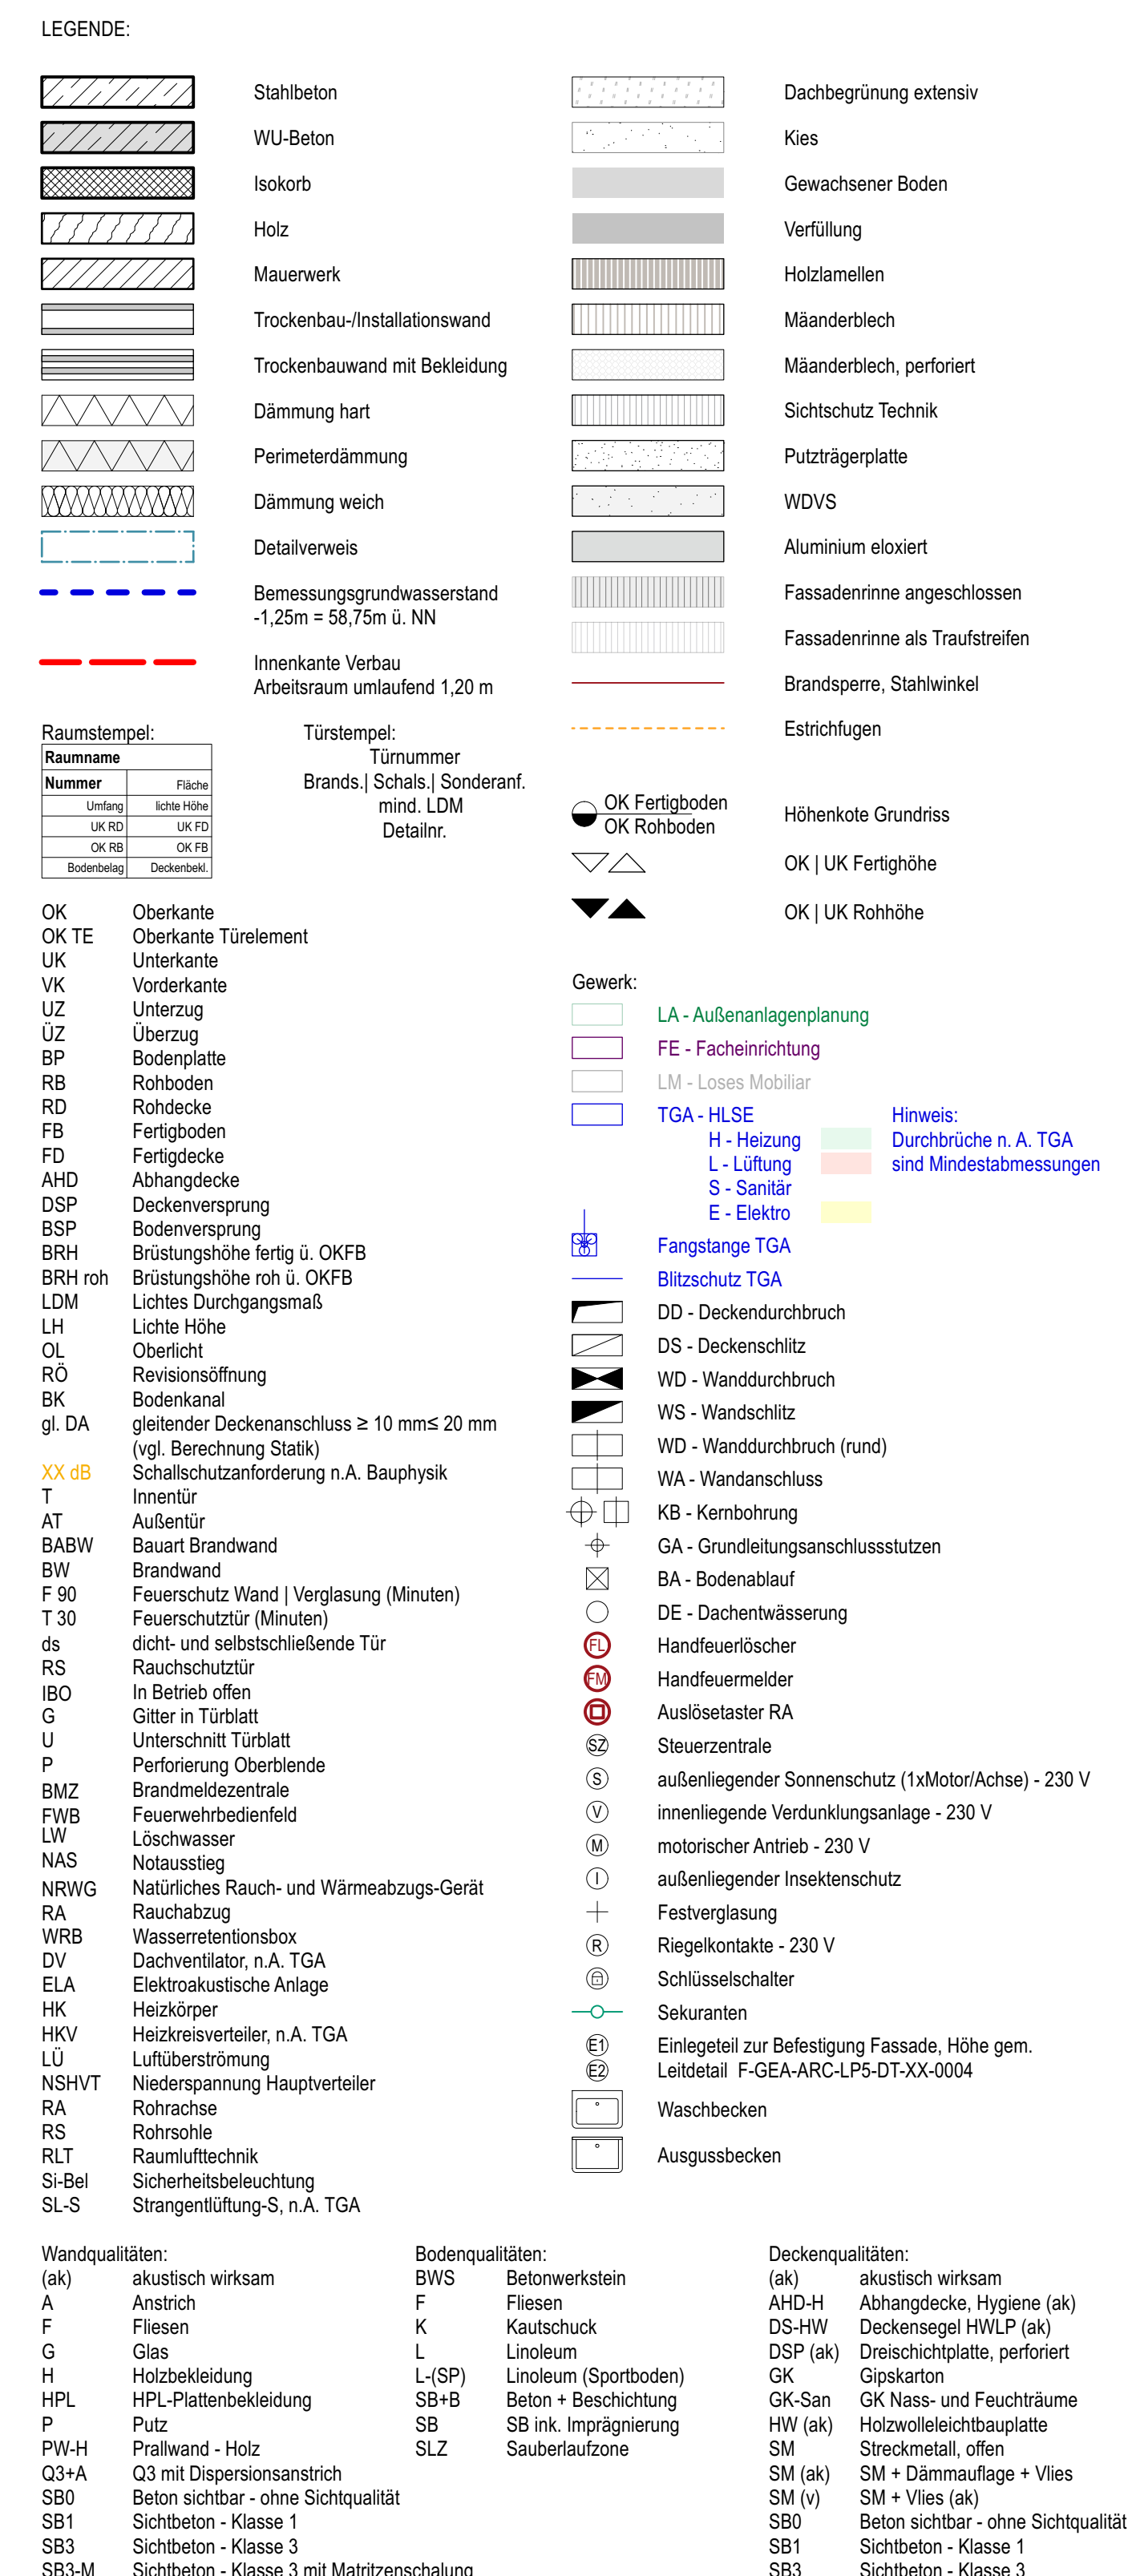 LEGENDE:
Stahlbeton
WU-Beton
Isokorb
Holz
Mauerwerk
Trockenbau-/Installationswand
Trockenbauwand mit Bekleidung
Dämmung hart
Perimeterdämmung
Dämmung weich
Detailverweis
Bemessungsgrundwasserstand
-1,25m = 58,75m ü. NN
Innenkante Verbau
Arbeitsraum umlaufend 1,20 m
Dachbegrünung extensiv
Kies
Gewachsener Boden
Verfüllung
Holzlamellen
Mäanderblech
Mäanderblech, perforiert
Sichtschutz Technik
Putzträgerplatte
WDVS
Aluminium eloxiert
Fassadenrinne angeschlossen
Fassadenrinne als Traufstreifen
Brandsperre, Stahlwinkel
Estrichfugen
Raumstempel:
Raumname
Nummer Fläche
Umfang lichte Höhe
UK RD UK FD
OK RB OK FB
Bodenbelag Deckenbekl.
Türstempel:
Türnummer
Brands.| Schals.| Sonderanf.
mind. LDM
Detailnr.
OK Fertigboden
OK Rohboden
Höhenkote Grundriss
OK | UK Fertighöhe
OK | UK Rohhöhe
OK Oberkante
OK TE Oberkante Türelement
UK Unterkante
VK Vorderkante
UZ Unterzug
ÜZ Überzug
BP Bodenplatte
RB Rohboden
RD Rohdecke
FB Fertigboden
FD Fertigdecke
AHD Abhangdecke
DSP Deckenversprung
BSP Bodenversprung
BRH Brüstungshöhe fertig ü. OKFB
BRH roh Brüstungshöhe roh ü. OKFB
LDM Lichtes Durchgangsmaß
LH Lichte Höhe
OL Oberlicht
RÖ Revisionsöffnung
BK Bodenkanal
gl. DA gleitender Deckenanschluss ≥ 10 mm≤ 20 mm
(vgl. Berechnung Statik)
XX dB Schallschutzanforderung n.A. Bauphysik
T Innentür
AT Außentür
BABW Bauart Brandwand
BW Brandwand
F 90 Feuerschutz Wand | Verglasung (Minuten)
T 30 Feuerschutztür (Minuten)
ds dicht- und selbstschließende Tür
RS Rauchschutztür
IBO In Betrieb offen
G Gitter in Türblatt
U Unterschnitt Türblatt
P Perforierung Oberblende
BMZ Brandmeldezentrale
FWB Feuerwehrbedienfeld
LW Löschwasser
NAS Notausstieg
NRWG Natürliches Rauch- und Wärmeabzugs-Gerät
RA Rauchabzug
WRB Wasserretentionsbox
DV Dachventilator, n.A. TGA
ELA Elektroakustische Anlage
HK Heizkörper
HKV Heizkreisverteiler, n.A. TGA
LÜ Luftüberströmung
NSHVT Niederspannung Hauptverteiler
RA Rohrachse
RS Rohrsohle
RLT Raumlufttechnik
Si-Bel Sicherheitsbeleuchtung
SL-S Strangentlüftung-S, n.A. TGA
Gewerk:
LA - Außenanlagenplanung
FE - Facheinrichtung
LM - Loses Mobiliar
TGA - HLSE
H - Heizung
L - Lüftung
S - Sanitär
E - Elektro
Hinweis:
Durchbrüche n. A. TGA
sind Mindestabmessungen
Fangstange TGA
Blitzschutz TGA
DD - Deckendurchbruch
DS - Deckenschlitz
WD - Wanddurchbruch
WS - Wandschlitz
WD - Wanddurchbruch (rund)
WA - Wandanschluss
KB - Kernbohrung
GA - Grundleitungsanschlussstutzen
BA - Bodenablauf
DE - Dachentwässerung
FL Handfeuerlöscher
FM Handfeuermelder
Auslösetaster RA
SZ Steuerzentrale
S außenliegender Sonnenschutz (1xMotor/Achse) - 230 V
V innenliegende Verdunklungsanlage - 230 V
M motorischer Antrieb - 230 V
I außenliegender Insektenschutz
Festverglasung
R Riegelkontakte - 230 V
Schlüsselschalter
Sekuranten
E1 Einlegeteil zur Befestigung Fassade, Höhe gem.
E2 Leitdetail F-GEA-ARC-LP5-DT-XX-0004
Waschbecken
Ausgussbecken
Wandqualitäten:
(ak) akustisch wirksam
A Anstrich
F Fliesen
G Glas
H Holzbekleidung
HPL HPL-Plattenbekleidung
P Putz
PW-H Prallwand - Holz
Q3+A Q3 mit Dispersionsanstrich
SB0 Beton sichtbar - ohne Sichtqualität
SB1 Sichtbeton - Klasse 1
SB3 Sichtbeton - Klasse 3
SB3-M Sichtbeton - Klasse 3 mit Matritzenschalung
Bodenqualitäten:
BWS Betonwerkstein
F Fliesen
K Kautschuck
L Linoleum
L-(SP) Linoleum (Sportboden)
SB+B Beton + Beschichtung
SB SB ink. Imprägnierung
SLZ Sauberlaufzone
Deckenqualitäten:
(ak) akustisch wirksam
AHD-H Abhangdecke, Hygiene (ak)
DS-HW Deckensegel HWLP (ak)
DSP (ak) Dreischichtplatte, perforiert
GK Gipskarton
GK-San GK Nass- und Feuchträume
HW (ak) Holzwolleleichtbauplatte
SM Streckmetall, offen
SM (ak) SM + Dämmauflage + Vlies
SM (v) SM + Vlies (ak)
SB0 Beton sichtbar - ohne Sichtqualität
SB1 Sichtbeton - Klasse 1
SB3 Sichtbeton - Klasse 3